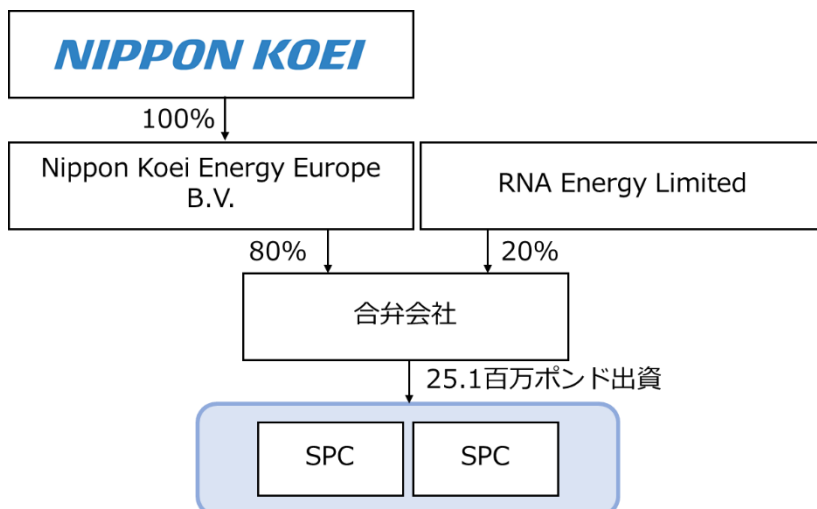 NIPPON KOEI
100%
Nippon Koei Energy Europe
B.V.
RNA Energy Limited
80%
20%
合弁会社
25.1百万ポンド出資
SPC
SPC